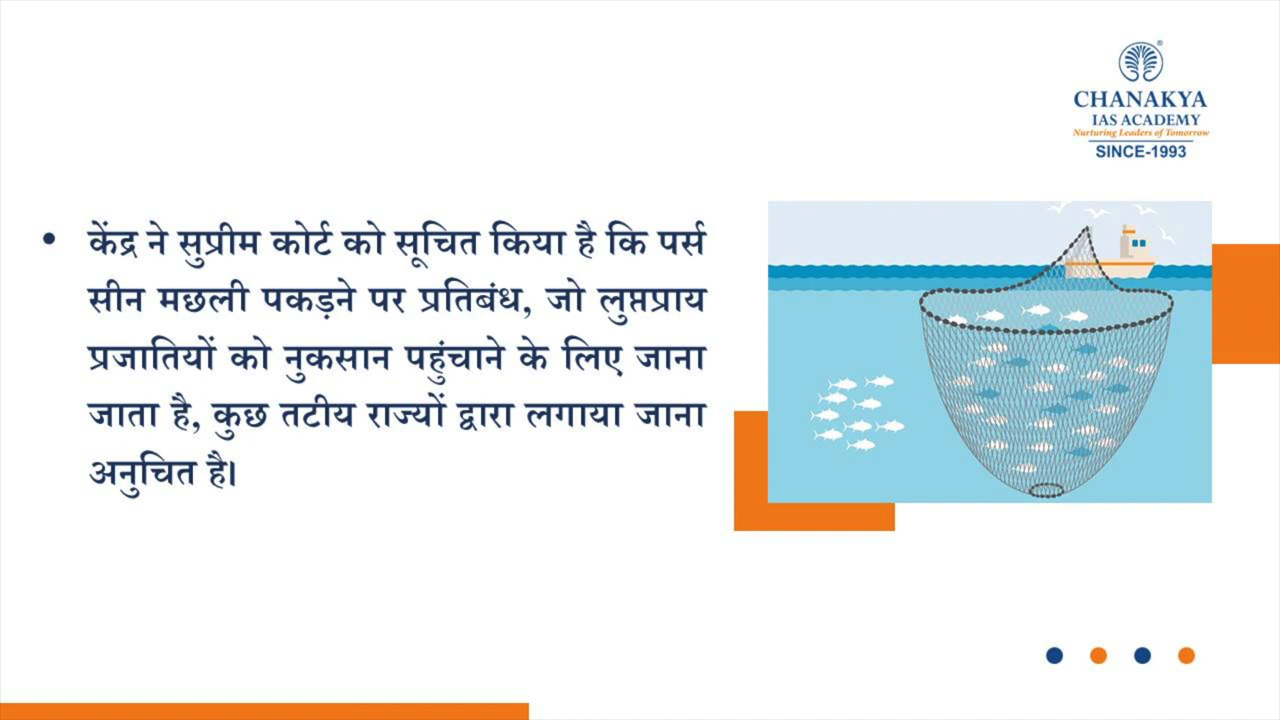 CHANAKYA
IAS ACADEMY
Nurturing Leaders of Tomorrow
SINCE-1993
• केंद्र ने सुप्रीम कोर्ट को सूचित किया है कि पर्स
सीन मछली पकड़ने पर प्रतिबंध, जो लुप्तप्राय
प्रजातियों को नुकसान पहुंचाने के लिए जाना
जाता है, कुछ तटीय राज्यों द्वारा लगाया जाना
अनुचित है।